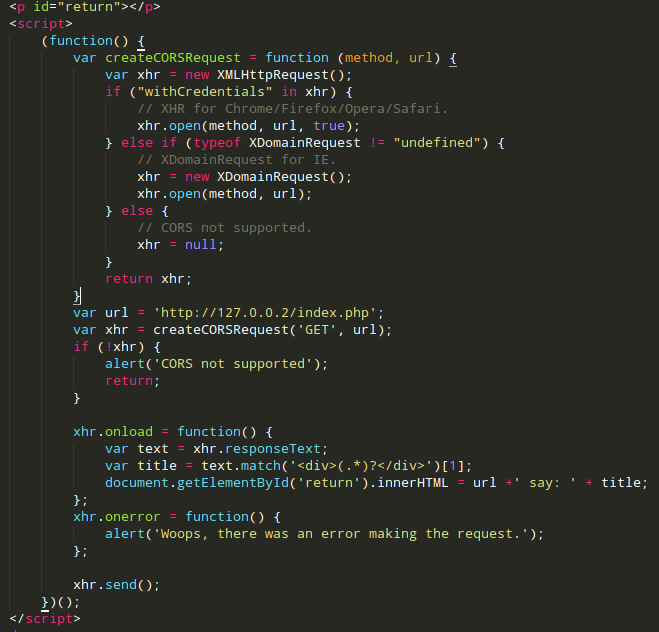 <p id="return"></p>
<script>
    (function() {
        var createCORSRequest = function (method, url) {
            var xhr = new XMLHttpRequest();
            if ("withCredentials" in xhr) {
                // XHR for Chrome/Firefox/Opera/Safari.
                xhr.open(method, url, true);
            } else if (typeof XDomainRequest != "undefined") {
                // XDomainRequest for IE.
                xhr = new XDomainRequest();
                xhr.open(method, url);
            } else {
                // CORS not supported.
                xhr = null;
            }
            return xhr;
        }
        var url = 'http://127.0.0.2/index.php';
        var xhr = createCORSRequest('GET', url);
        if (!xhr) {
            alert('CORS not supported');
            return;
        }

        xhr.onload = function() {
            var text = xhr.responseText;
            var title = text.match('<div>(.*)?</div>')[1];
            document.getElementById('return').innerHTML = url +' say: ' + title;
        };
        xhr.onerror = function() {
            alert('Woops, there was an error making the request.');
        };

        xhr.send();
    })();
</script>